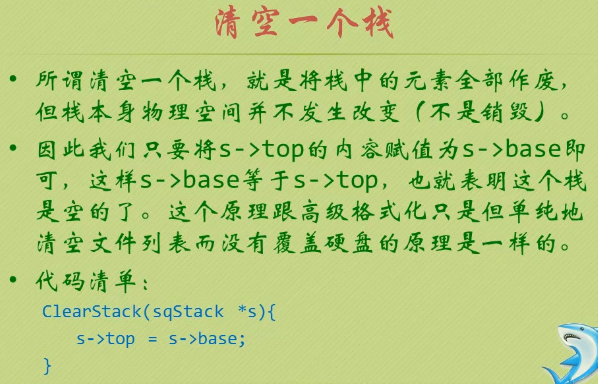 清空一个栈
• 所谓清空一个栈，就是将栈中的元素全部作废，
但栈本身物理空间并不发生改变（不是销毁）。
• 因此我们只要将s->top的内容赋值为s->base即
可，这样s->base等于s->top，也就表明这个栈
是空的了。这个原理跟高级格式化只是但单纯地
清空文件列表而没有覆盖硬盘的原理是一样的。
• 代码清单：
ClearStack(sqStack *s){
s->top = s->base;
}